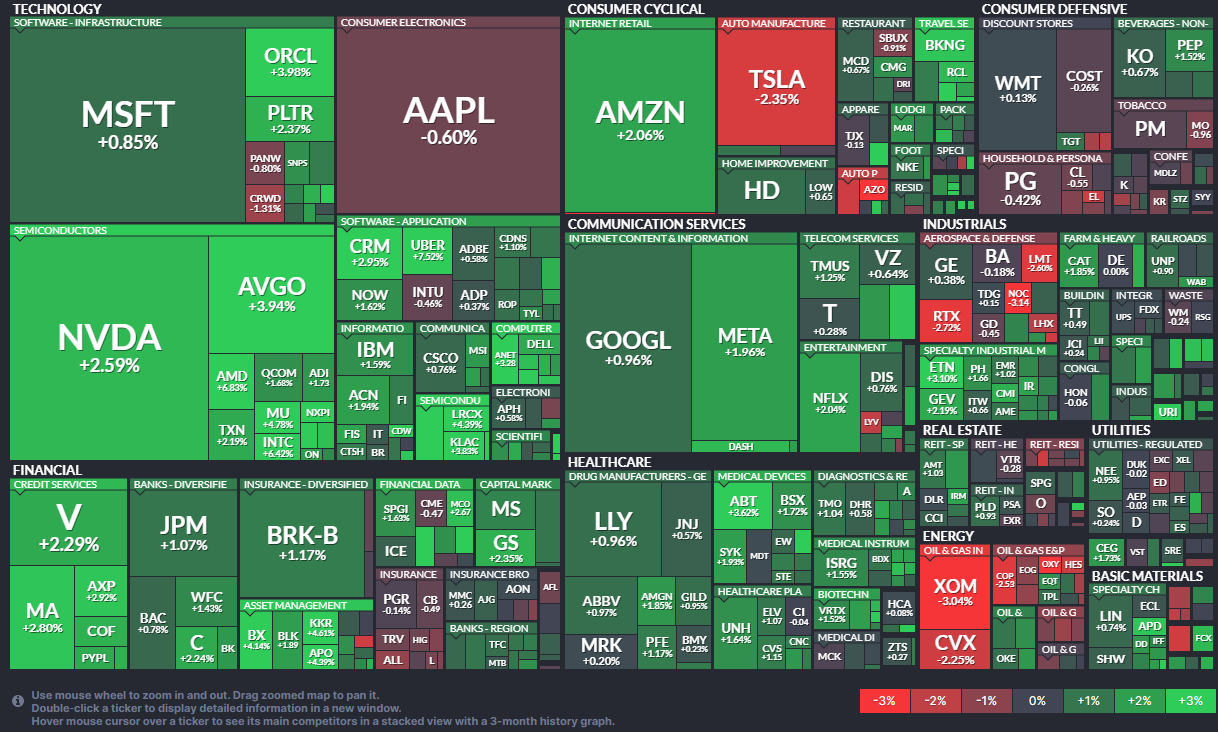 TECHNOLOGY
SOFTWARE - INFRASTRUCTURE
MSFT
+0.85%
ORCL
+3.98%
PLTR
+2.37%
PANW
-0.80%
SNPS
CRWD
-1.31%
CONSUMER ELECTRONICS
AAPL
-0.60%
SEMICONDUCTORS
NVDA
+2.59%
AVGO
+3.94%
AMD
+6.83%
QCOM
+1.68%
ADI
+1.73
TXN
+2.19%
MU
+4.78%
NXPI
INTC
+6.42%
ON
SOFTWARE - APPLICATION
CRM
+2.95%
UBER
+7.52%
ADBE
+0.58%
CDNS
+1.10%
NOW
+1.62%
INTU
-0.46%
ADP
+0.37%
ROP
TYL
INFORMATIO
IBM
+1.59%
ACN
+1.94%
FI
FIS
IT
CDW
CTSH
BR
COMMUNICA
CSCO
+0.76%
MSI
COMPUTER
ANET
+3.28
DELL
SEMICONDU
LRCX
+4.39%
KLAC
+3.83%
ELECTRONI
APH
+0.58%
SCIENTIFI
CONSUMER CYCLICAL
INTERNET RETAIL
AMZN
+2.06%
AUTO MANUFACTURE
TSLA
-2.35%
HOME IMPROVEMENT
HD
LOW
+0.65
RESTAURANT
MCD
+0.67%
SBUX
-0.91%
CMG
DRI
TRAVEL SE
BKNG
RCL
APPARE
TJX
-0.13
LODGI
MAR
PACK
FOOT
NKE
SPECI
AUTO P
AZO
RESID
CONSUMER DEFENSIVE
DISCOUNT STORES
WMT
+0.13%
COST
-0.26%
TGT
BEVERAGES - NON-
KO
+0.67%
PEP
+1.52%
TOBACCO
PM
MO
-0.96
HOUSEHOLD & PERSONA
PG
-0.42%
CL
-0.55
EL
K
CONFE
MDLZ
KR
STZ
SYY
COMMUNICATION SERVICES
INTERNET CONTENT & INFORMATION
GOOGL
+0.96%
META
+1.96%
DASH
TELECOM SERVICES
TMUS
+1.25%
VZ
+0.64%
T
+0.28%
ENTERTAINMENT
NFLX
+2.04%
DIS
+0.76%
LYV
INDUSTRIALS
AEROSPACE & DEFENSE
GE
+0.38%
BA
-0.18%
LMT
-2.60%
RTX
-2.72%
TDG
+0.15
NOC
-3.14
GD
-0.45
LHX
FARM & HEAVY
CAT
+1.85%
DE
0.00%
RAILROADS
UNP
+0.90
WAB
BUILDIN
TT
+0.49
JCI
+0.24
LII
INTEGR
UPS
FDX
WASTE
WM
-0.24
RSG
SPECIALTY INDUSTRIAL M
ETN
+3.10%
PH
+1.66
EMR
+1.02
IR
GEV
+2.19%
ITW
+0.66
CMI
AME
CONGL
HON
-0.06
SPECI
INDUS
URI
REAL ESTATE
REIT - SP
AMT
+1.03
DLR
IRM
CCI
REIT - HE
VTR
-0.28
REIT - RESI
SPG
O
REIT - IN
PLD
+0.93
PSA
EXR
UTILITIES
UTILITIES - REGULATED
NEE
+0.95%
DUK
-0.02
EXC
XEL
AEP
-0.03
ED
ETR
FE
SO
+0.24%
D
ES
CEG
+1.73%
VST
SRE
FINANCIAL
CREDIT SERVICES
V
+2.29%
MA
+2.80%
AXP
+2.92%
COF
PYPL
BANKS - DIVERSIFIE
JPM
+1.07%
BAC
+0.78%
WFC
+1.43%
C
+2.24%
BK
INSURANCE - DIVERSIFIED
BRK-B
+1.17%
ASSET MANAGEMENT
BX
+4.14%
BLK
+1.89
KKR
+4.61%
APO
+4.39%
FINANCIAL DATA
SPGI
+1.63%
CME
-0.47
MCO
+2.67
ICE
CAPITAL MARK
MS
GS
+2.35%
INSURANCE
PGR
-0.14%
CB
-0.49
TRV
HIG
ALL
L
INSURANCE BRO
MMC
+0.26
AJG
AON
AFL
BANKS - REGION
TFC
MTB
HEALTHCARE
DRUG MANUFACTURERS - GE
LLY
+0.96%
JNJ
+0.57%
ABBV
+0.97%
AMGN
+1.85%
GILD
+0.95%
MRK
+0.20%
PFE
+1.17%
BMY
+0.23%
MEDICAL DEVICES
ABT
+3.62%
BSX
+1.72%
SYK
+1.93%
MDT
EW
STE
DIAGNOSTICS & RE
TMO
+1.04
DHR
+0.58
A
MEDICAL INSTRUM
ISRG
+1.55%
BDX
HEALTHCARE PLA
UNH
+1.64%
ELV
+1.07
CI
-0.04
CVS
+1.15
CNC
BIOTECHN
VRTX
+1.52%
HCA
+0.08%
MEDICAL DI
MCK
ZTS
+0.27
ENERGY
OIL & GAS IN
XOM
-3.04%
CVX
-2.25%
OIL & GAS E&P
COP
-2.53
EOG
OXY
HES
EQT
TPL
OIL &
OKE
OIL & G
OIL & G
BASIC MATERIALS
SPECIALTY CH
LIN
+0.74%
ECL
APD
DD
IFF
SHW
FCX
Use mouse wheel to zoom in and out. Drag zoomed map to pan it.
Double-click a ticker to display detailed information in a new window.
Hover mouse cursor over a ticker to see its main competitors in a stacked view with a 3-month history graph.
-3%
-2%
-1%
0%
+1%
+2%
+3%